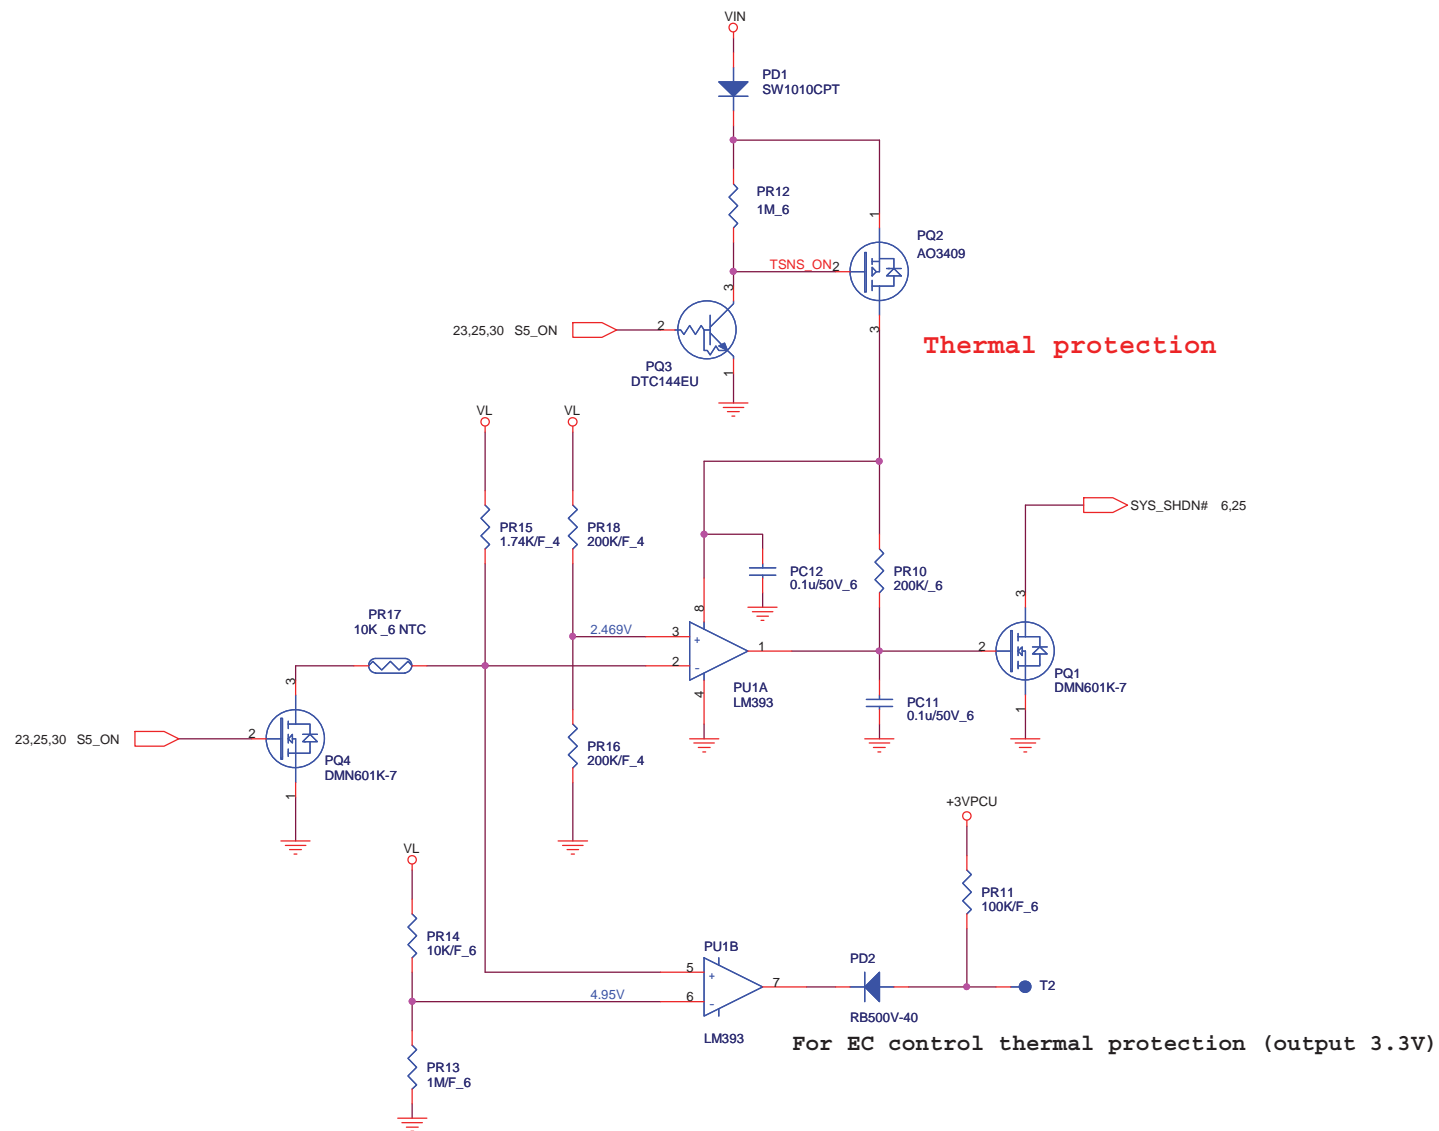 VIN
PD1
SW1010CPT
PR12
1M_6
1
PQ2
AO3409
TSNS_ON
2
3
23,25,30 S5_ON
2
3
PQ3
DTC144EU
1
Thermal protection
VL
VL
PR15
1.74K/F_4
PR18
200K/F_4
SYS_SHDN# 6,25
PC12
0.1u/50V_6
PR10
200K/_6
PR17
10K _6 NTC
2.469V
3
8
+
2
-
1
4
PU1A
LM393
2
3
PQ1
DMN601K-7
1
PC11
0.1u/50V_6
23,25,30 S5_ON
2
3
PQ4
DMN601K-7
1
PR16
200K/F_4
+3VPCU
VL
PR11
100K/F_6
PR14
10K/F_6
PU1B
5
+
4.95V
6
-
7
LM393
PD2
RB500V-40
T2
For EC control thermal protection (output 3.3V)
PR13
1M/F_6